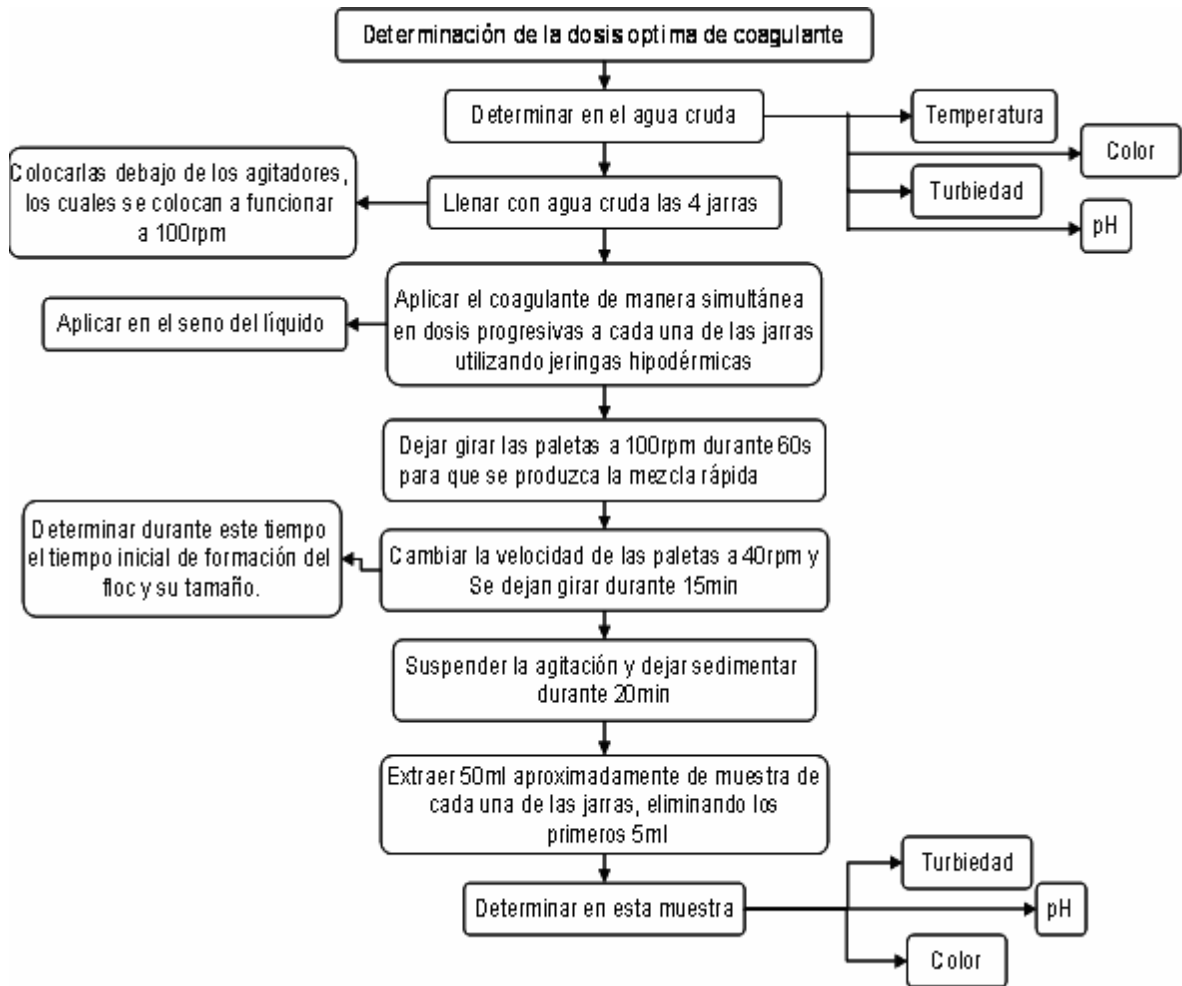 Determinación de la dosis optima de coagulante
Determinar en el agua cruda
Temperatura
Color
Turbiedad
pH
Llenar con agua cruda las 4 jarras
Colocarlas debajo de los agitadores,
los cuales se colocan a funcionar
a 100rpm
Aplicar el coagulante de manera simultánea
en dosis progresivas a cada una de las jarras
utilizando jeringas hipodérmicas
Aplicar en el seno del líquido
Dejar girar las paletas a 100rpm durante 60s
para que se produzca la mezcla rápida
Cambiar la velocidad de las paletas a 40rpm y
Se dejan girar durante 15min
Determinar durante este tiempo
el tiempo inicial de formación del
floc y su tamaño.
Suspender la agitación y dejar sedimentar
durante 20min
Extraer 50ml aproximadamente de muestra de
cada una de las jarras, eliminando los
primeros 5ml
Determinar en esta muestra
Turbiedad
pH
Color